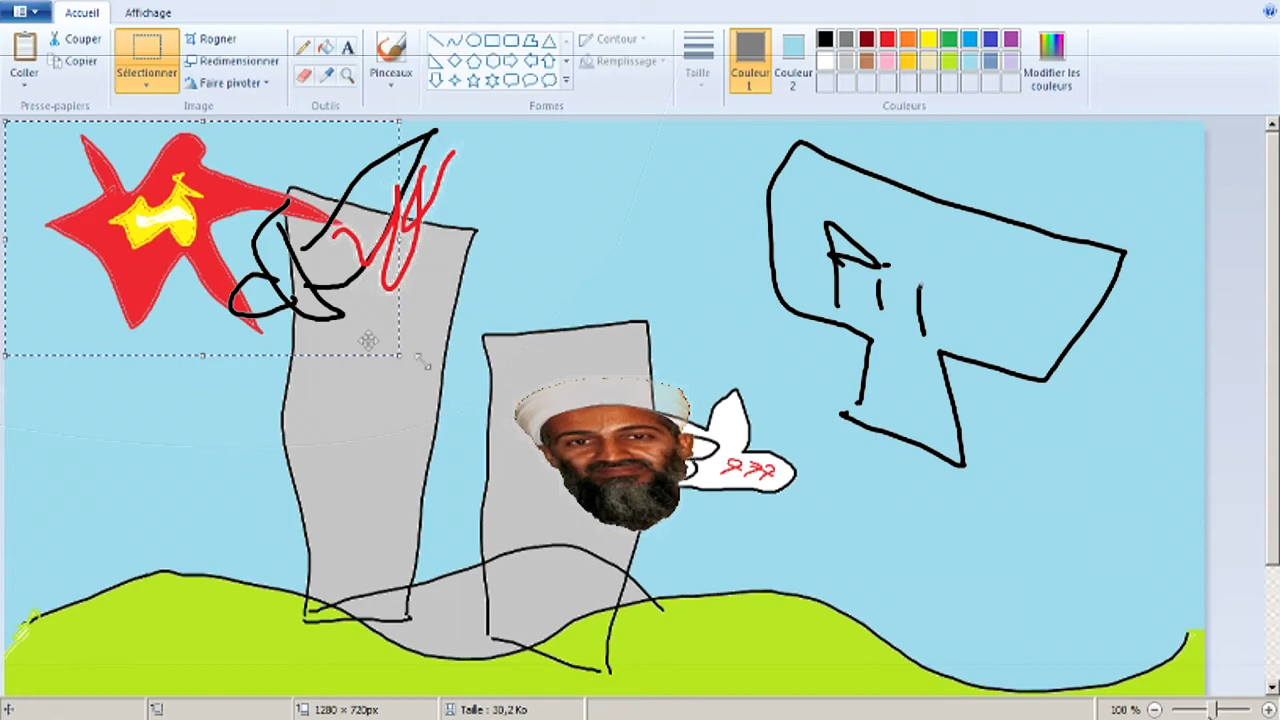 Accueil
Affichage
Coller
Couper
Copier
Presse-papiers
Sélectionner
Rogner
Redimensionner
Faire pivoter
Image
A
Outils
Pinceaux
Formes
Contour
Remplissage
Taille
Couleur 1
Couleur 2
Modifier les couleurs
Couleurs
1280 × 720px
Taille : 30,2 Ko
100 %